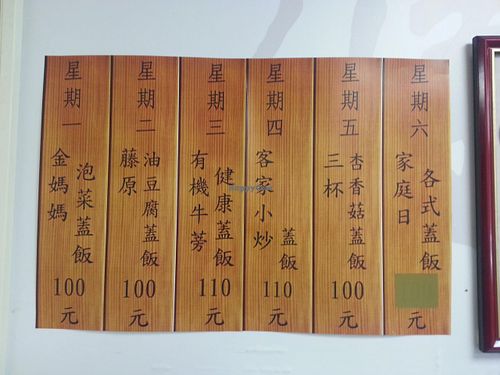 星期一
金媽媽
泡菜蓋飯
100元
星期二
藤原
油豆腐蓋飯
100元
星期三
有機牛蒡
健康蓋飯
110元
星期四
客家小炒
蓋飯
110元
星期五
三杯
杏香菇蓋飯
100元
星期六
家庭日
各式蓋飯
元